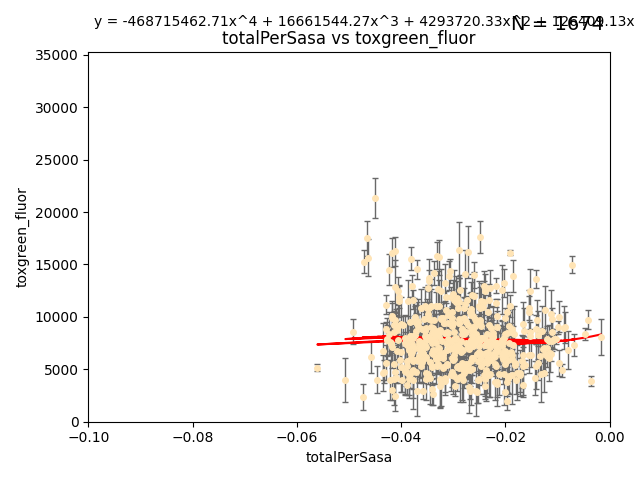 y = -468715462.71x^4 + 16661544.27x^3 + 4293720.33x^2 + 126409.13x
N = 1674
totalPerSasa vs toxgreen_fluor
35000
30000
25000
20000
15000
10000
5000
0
toxgreen_fluor
−0.10 −0.08 −0.06 −0.04 −0.02 0.00
totalPerSasa